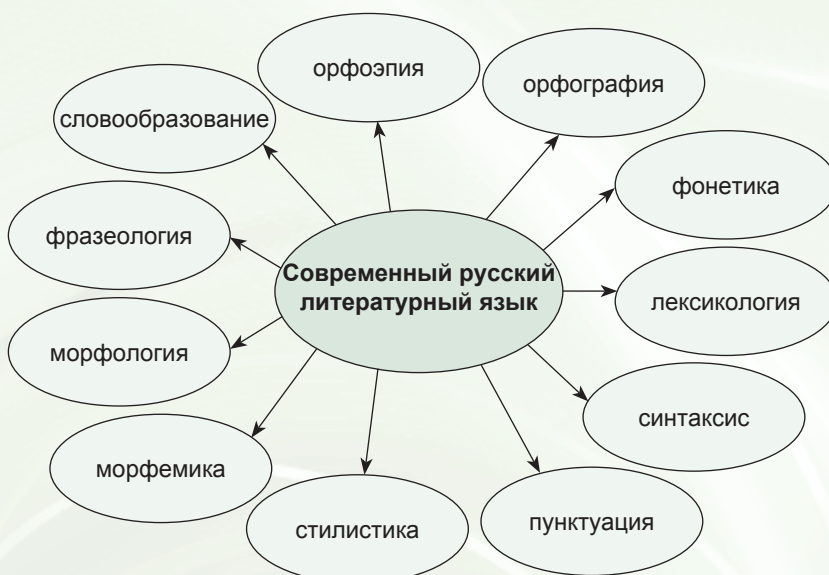 орфоэпия
орфография
словообразование
фонетика
фразеология
Современный русский
литературный язык
лексикология
морфология
синтаксис
морфемика
стилистика
пунктуация